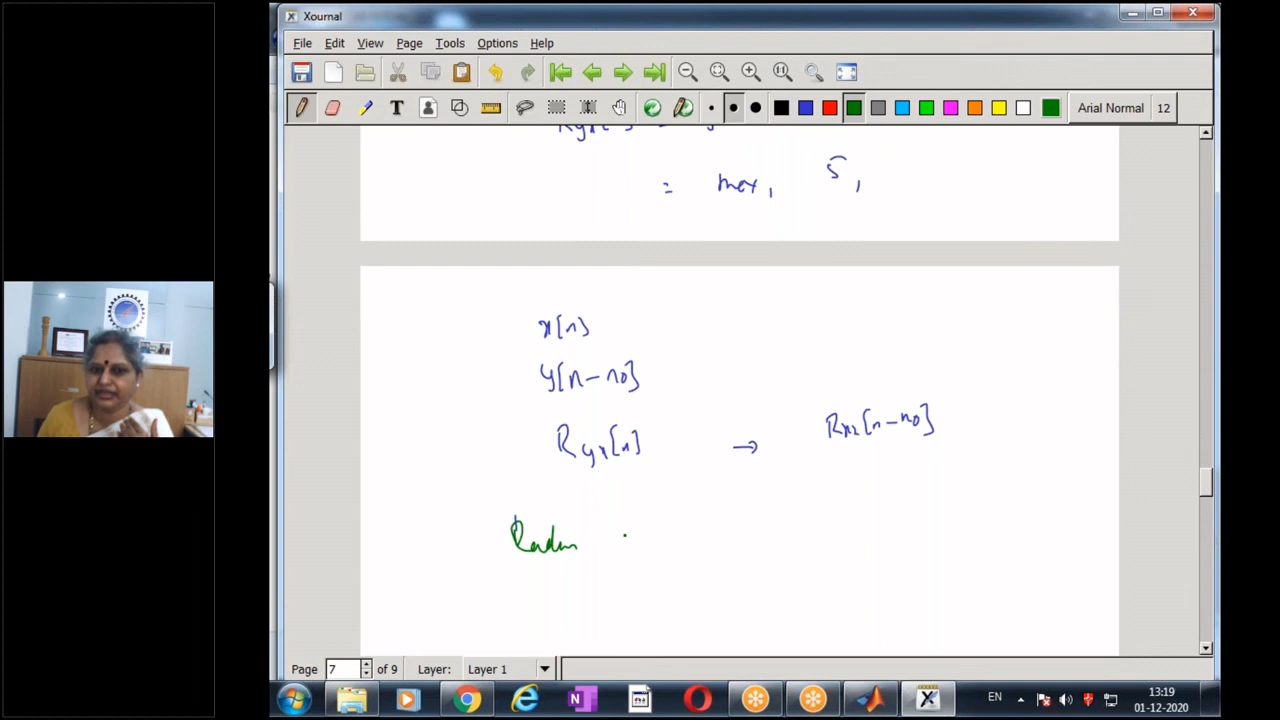 Xournal
File Edit View Page Tools Options Help
Arial Normal 12
= max, 5,
x[n]
y[n-n0]
Ryx[n] → Rxx[n-n0]
Radar
Page 7 of 9 Layer: Layer 1
EN 13:19
01-12-2020